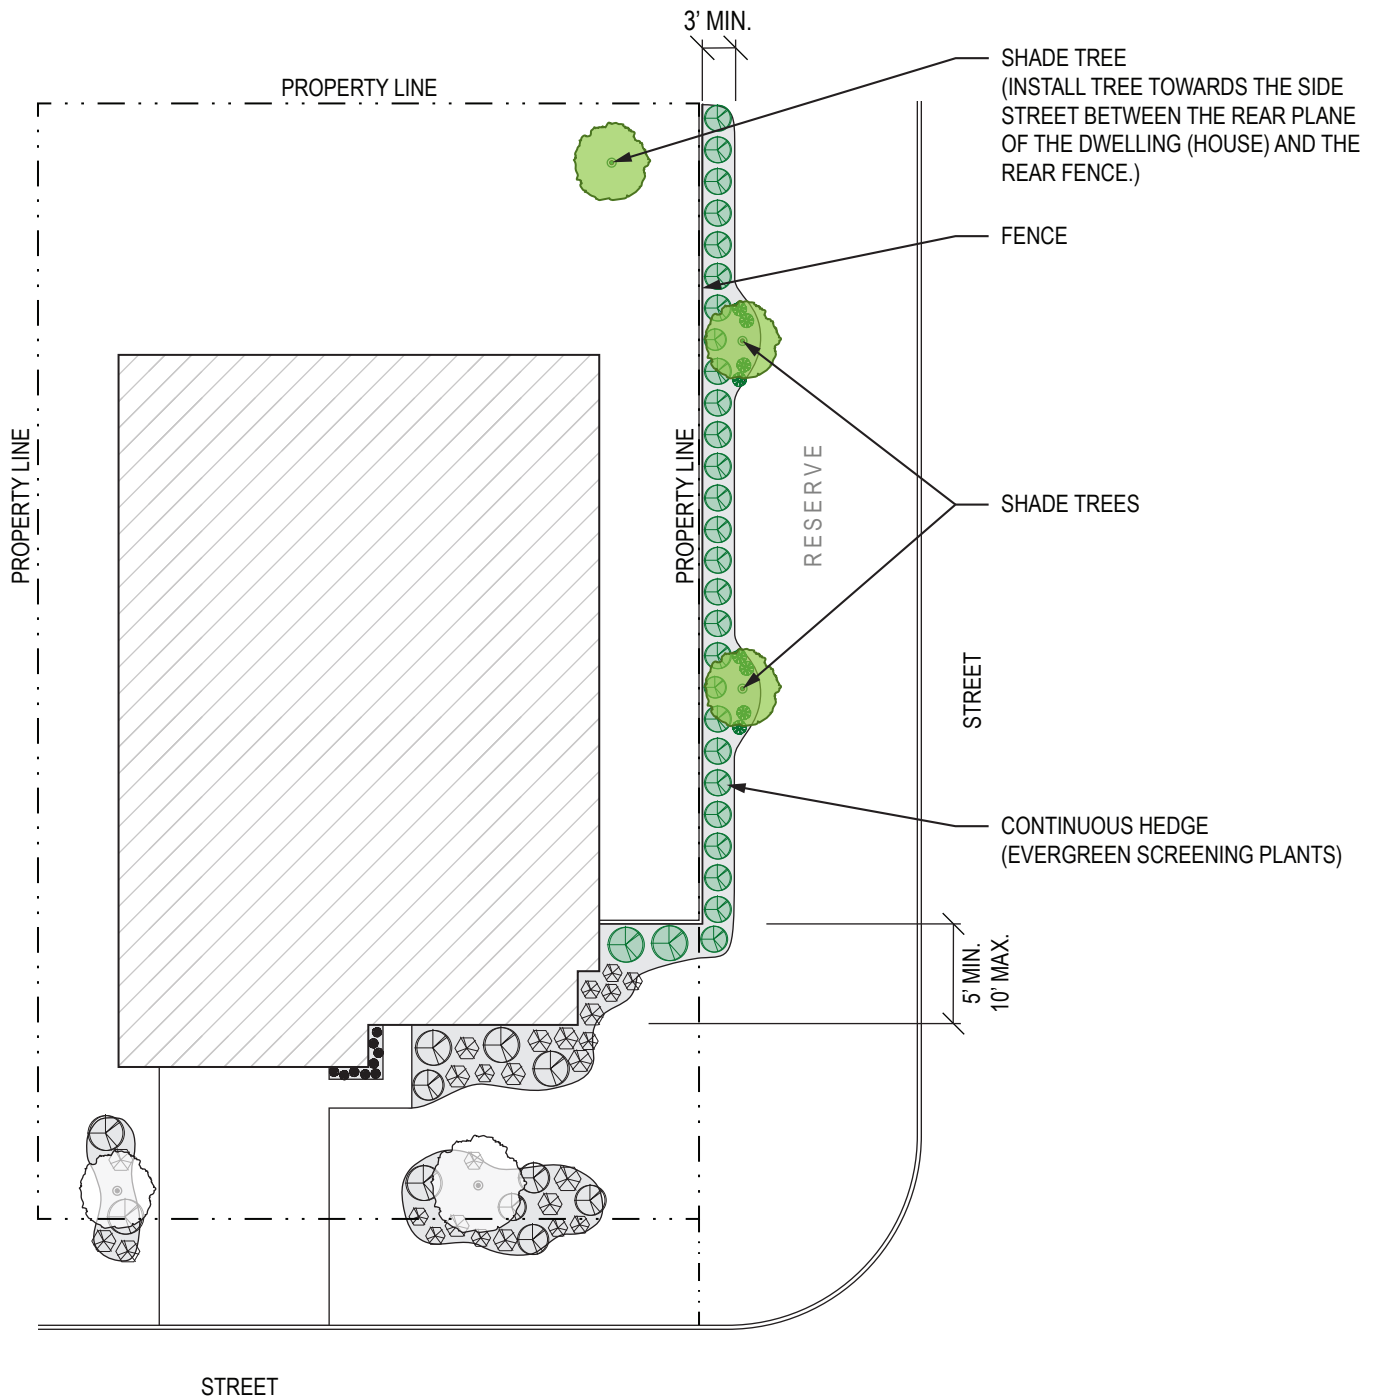 3’ MIN.
SHADE TREE
(INSTALL TREE TOWARDS THE SIDE
STREET BETWEEN THE REAR PLANE
OF THE DWELLING (HOUSE) AND THE
REAR FENCE.)
PROPERTY LINE
FENCE
PROPERTY LINE
PROPERTY LINE
RESERVE
SHADE TREES
STREET
CONTINUOUS HEDGE
(EVERGREEN SCREENING PLANTS)
5’ MIN.
10’ MAX.
STREET